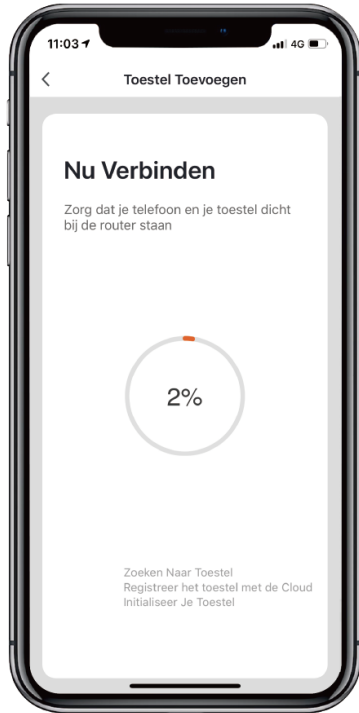 11:03 4G
Toestel Toevoegen
Nu Verbinden
Zorg dat je telefoon en je toestel dicht
bij de router staan
2%
Zoeken Naar Toestel
Registreer het toestel met de Cloud
Initialiseer Je Toestel